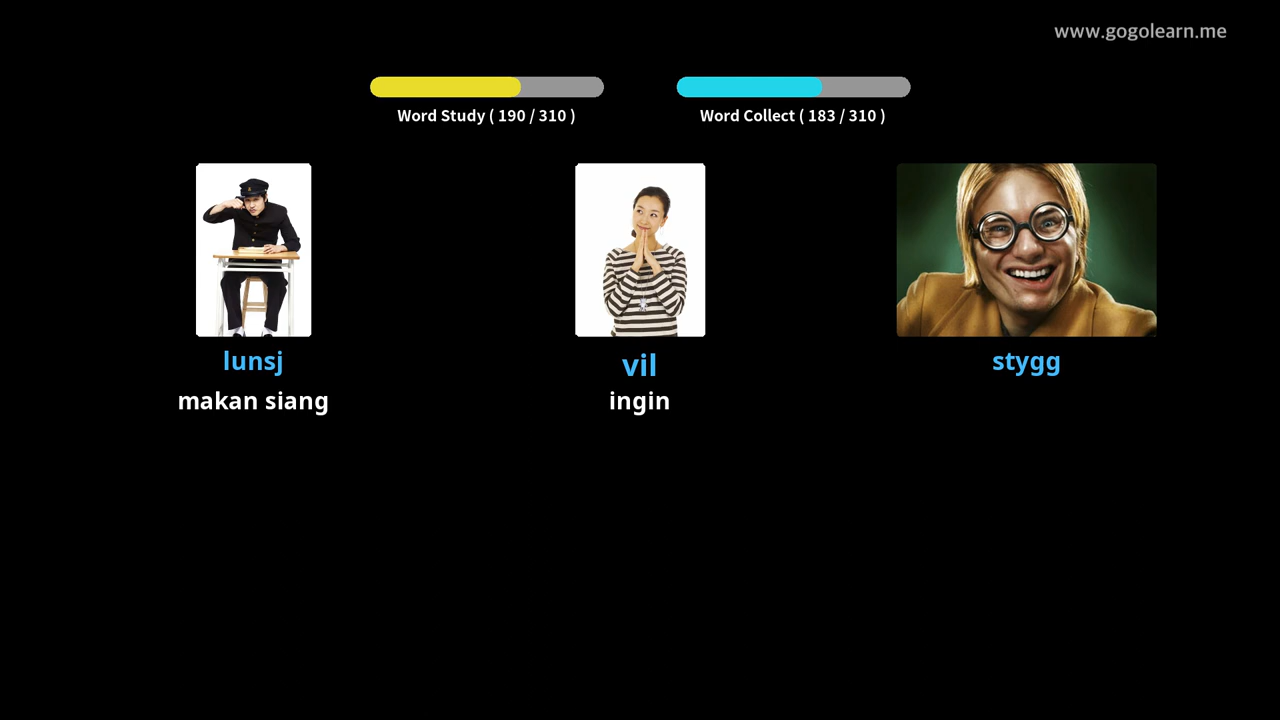 www.gogolearn.me
Word Study ( 190 / 310 )
Word Collect ( 183 / 310 )
lunsj
vil
stygg
makan siang
ingin